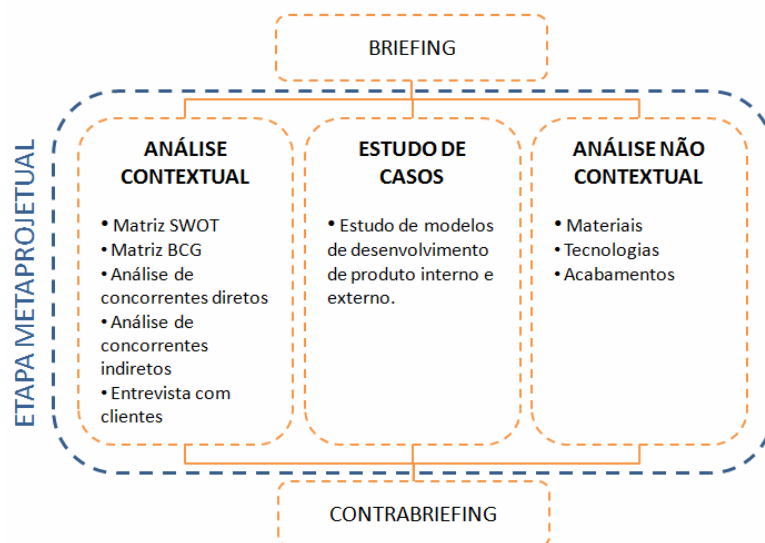 BRIEFING
ETAPA METAPROJETUAL
ANÁLISE
CONTEXTUAL
• Matriz SWOT
• Matriz BCG
• Análise de
concorrentes diretos
• Análise de
concorrentes
indiretos
• Entrevista com
clientes
ESTUDO DE
CASOS
• Estudo de modelos
de desenvolvimento
de produto interno e
externo.
ANÁLISE NÃO
CONTEXTUAL
• Materiais
• Tecnologias
• Acabamentos
CONTRABRIEFING